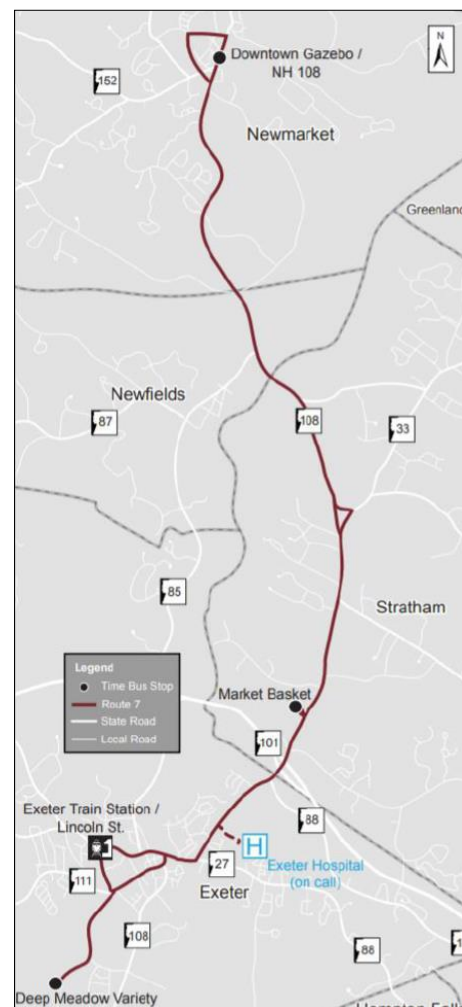 N
Downtown Gazebo /
NH 108
152
Newmarket
Greenland
Newfields
87
108
33
85
Stratham
Legend
Time Bus Stop
Route 7
State Road
Local Road
Market Basket
101
Exeter Train Station /
Lincoln St.
88
H
27
Exeter Hospital
(on call)
111
Exeter
108
88
Deep Meadow Variety